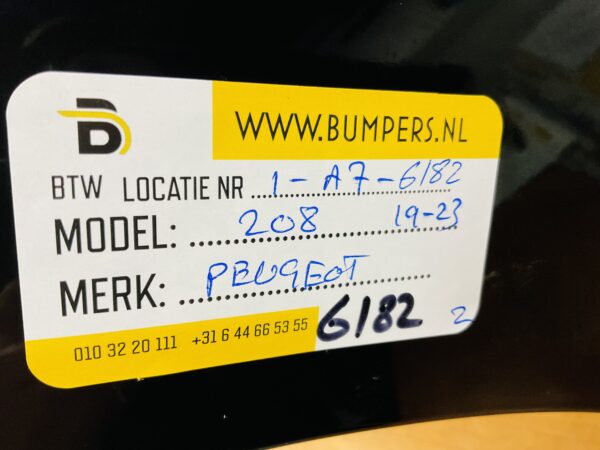 B
WWW.BUMPERS.NL
BTW LOCATIE NR 1-A7-6182
MODEL: 208 19-23
MERK: PEUGEOT
010 32 20 111 +31 6 44 66 53 55 6182 2